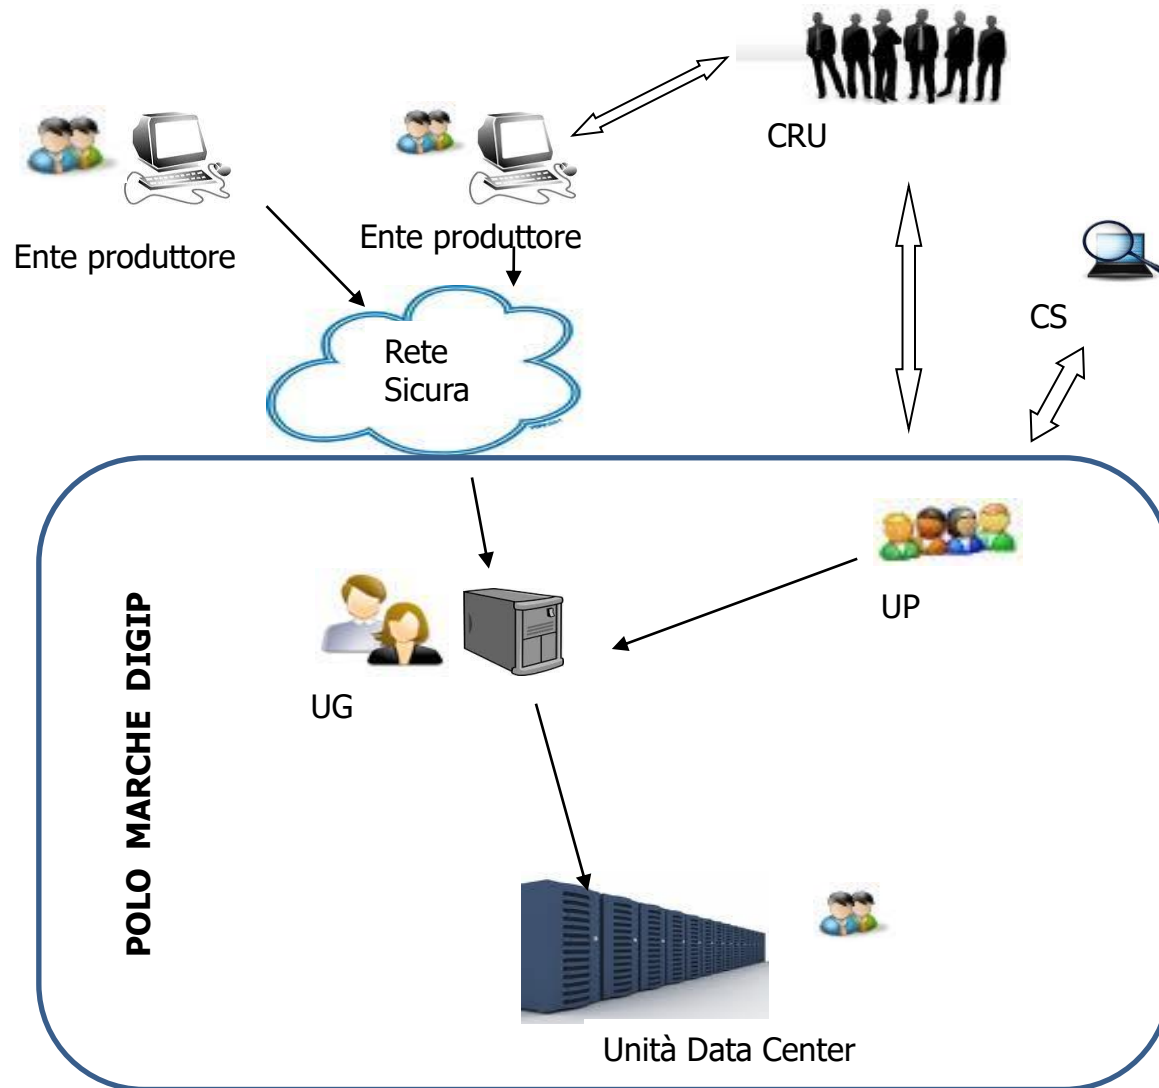 CRU
Ente produttore
Ente produttore
CS
Rete
Sicura
UP
UG
POLO MARCHE DIGIP
Unità Data Center